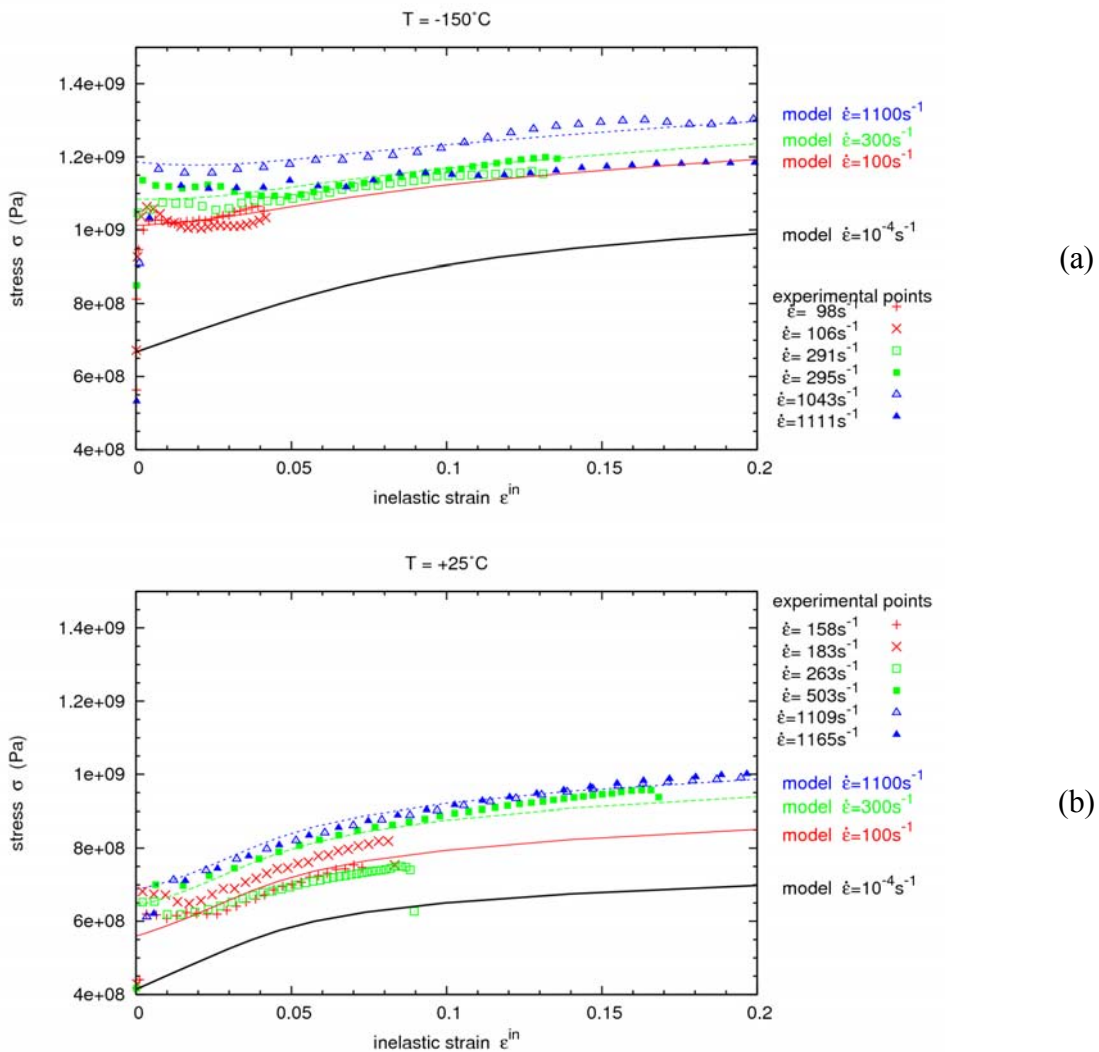 T = -150˚C
1.4e+09
1.2e+09
1e+09
8e+08
6e+08
4e+08
stress σ (Pa)
0
0.05
0.1
0.15
0.2
inelastic strain ε^in
model ε̇=1100s^-1
model ε̇=300s^-1
model ε̇=100s^-1
model ε̇=10^-4s^-1
experimental points
ε̇= 98s^-1
ε̇= 106s^-1
ε̇= 291s^-1
ε̇= 295s^-1
ε̇=1043s^-1
ε̇=1111s^-1
(a)
T = +25˚C
1.4e+09
1.2e+09
1e+09
8e+08
6e+08
4e+08
stress σ (Pa)
0
0.05
0.1
0.15
0.2
inelastic strain ε^in
experimental points
ε̇= 158s^-1
ε̇= 183s^-1
ε̇= 263s^-1
ε̇= 503s^-1
ε̇=1109s^-1
ε̇=1165s^-1
model ε̇=1100s^-1
model ε̇=300s^-1
model ε̇=100s^-1
model ε̇=10^-4s^-1
(b)